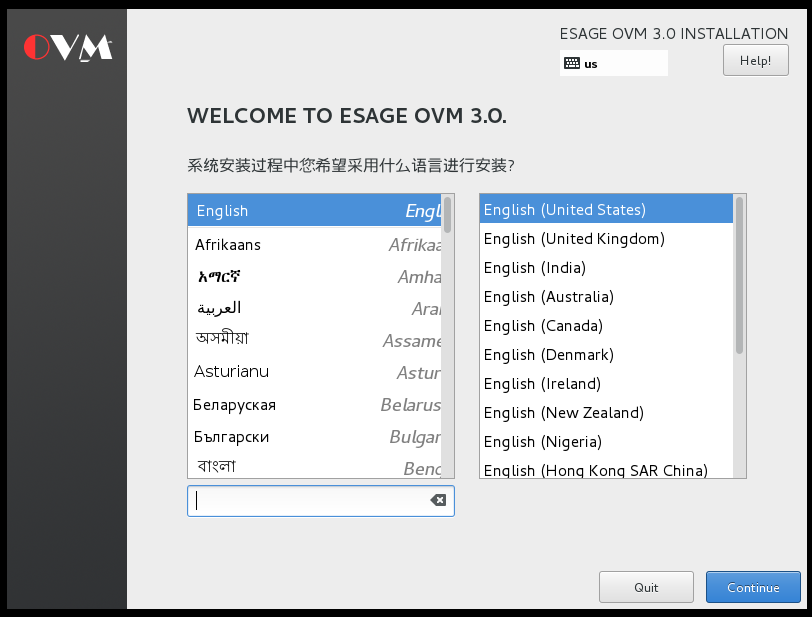 OVM
ESAGE OVM 3.0 INSTALLATION
us
Help!
WELCOME TO ESAGE OVM 3.0.
系统安装过程中您希望采用什么语言进行安装?
English Engl
Afrikaans Afrikaa
አማርኛ Amha
العربية Ara
অসমীয়া Assame
Asturianu Astur
Беларуская Belarus
Български Bulgar
বাংলা Beng
English (United States)
English (United Kingdom)
English (India)
English (Australia)
English (Canada)
English (Denmark)
English (Ireland)
English (New Zealand)
English (Nigeria)
English (Hong Kong SAR China)
Quit
Continue